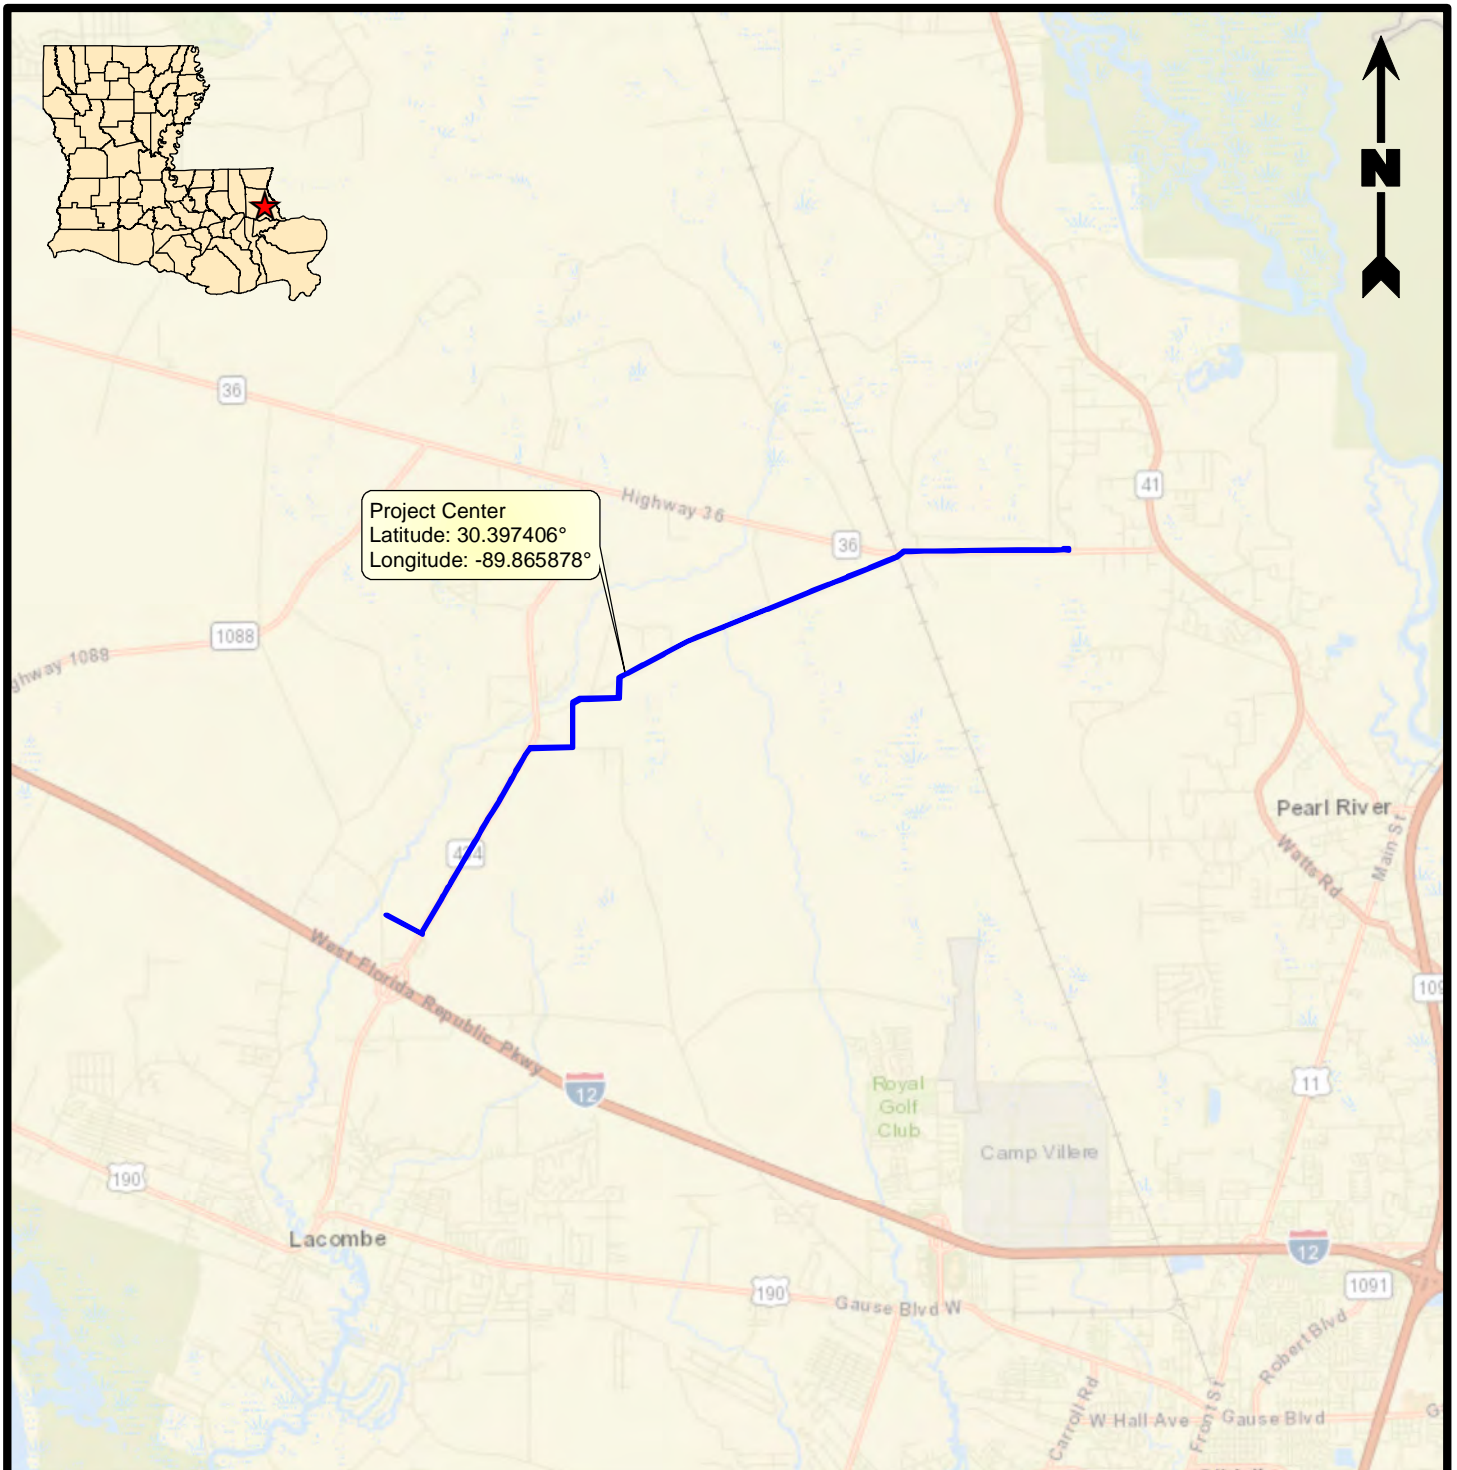 N
36
41
Project Center
Latitude: 30.397406°
Longitude: -89.865878°
Highway 36
36
1088
ghway 1088
Pearl River
Main St
Watts Rd
West Florida Republic Pkwy
109
12
11
Royal
Golf
Club
Camp Villere
190
Lacombe
12
190
1091
Gause Blvd W
Robert Blvd
Carroll Rd
W Hall Ave
Front St
Gause Blvd
G